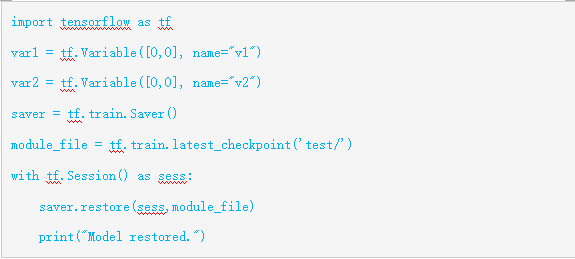 import tensorflow as tf
var1 = tf.Variable([0,0], name="v1")
var2 = tf.Variable([0,0], name="v2")
saver = tf.train.Saver()
module_file = tf.train.latest_checkpoint('test/')
with tf.Session() as sess:
    saver.restore(sess,module_file)
    print("Model restored.")